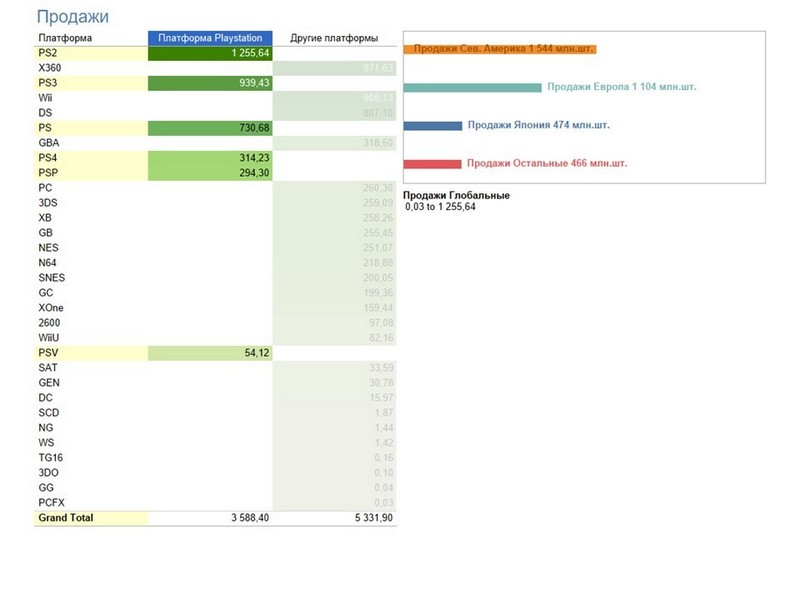 Продажи
Платформа Платформа Playstation Другие платформы
PS2 1 255,64
X360 971,63
PS3 939,43
Wii 908,13
DS 807,10
PS 730,68
GBA 318,50
PS4 314,23
PSP 294,30
PC 260,30
3DS 259,09
XB 258,26
GB 255,45
NES 251,07
N64 218,88
SNES 200,05
GC 199,36
XOne 159,44
2600 97,08
WiiU 82,16
PSV 54,12
SAT 33,59
GEN 30,78
DC 15,97
SCD 1,87
NG 1,44
WS 1,42
TG16 0,16
3DO 0,10
GG 0,04
PCFX 0,03
Grand Total 3 588,40 5 331,90
Продажи Сев. Америка 1 544 млн.шт.
Продажи Европа 1 104 млн.шт.
Продажи Япония 474 млн.шт.
Продажи Остальные 466 млн.шт.
Продажи Глобальные
0,03 to 1 255,64